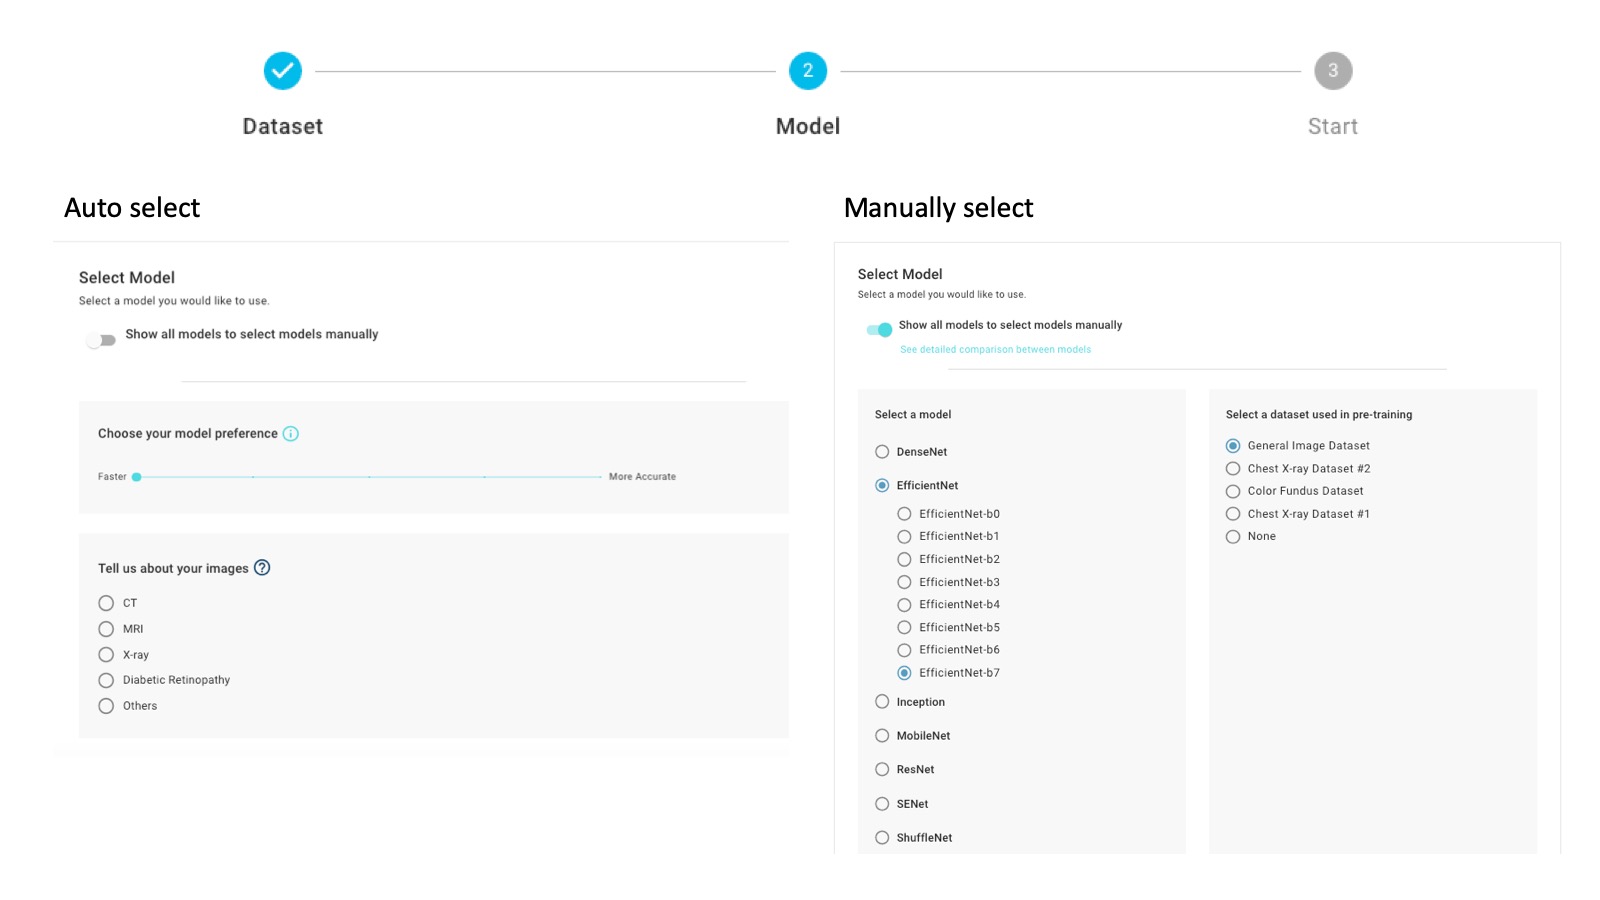 2
3
Dataset
Model
Start
Auto select
Select Model
Select a model you would like to use.
Show all models to select models manually
Choose your model preference
Faster
More Accurate
Tell us about your images
CT
MRI
X-ray
Diabetic Retinopathy
Others
Manually select
Select Model
Select a model you would like to use.
Show all models to select models manually
See detailed comparison between models
Select a model
DenseNet
EfficientNet
EfficientNet-b0
EfficientNet-b1
EfficientNet-b2
EfficientNet-b3
EfficientNet-b4
EfficientNet-b5
EfficientNet-b6
EfficientNet-b7
Inception
MobileNet
ResNet
SENet
ShuffleNet
Select a dataset used in pre-training
General Image Dataset
Chest X-ray Dataset #2
Color Fundus Dataset
Chest X-ray Dataset #1
None